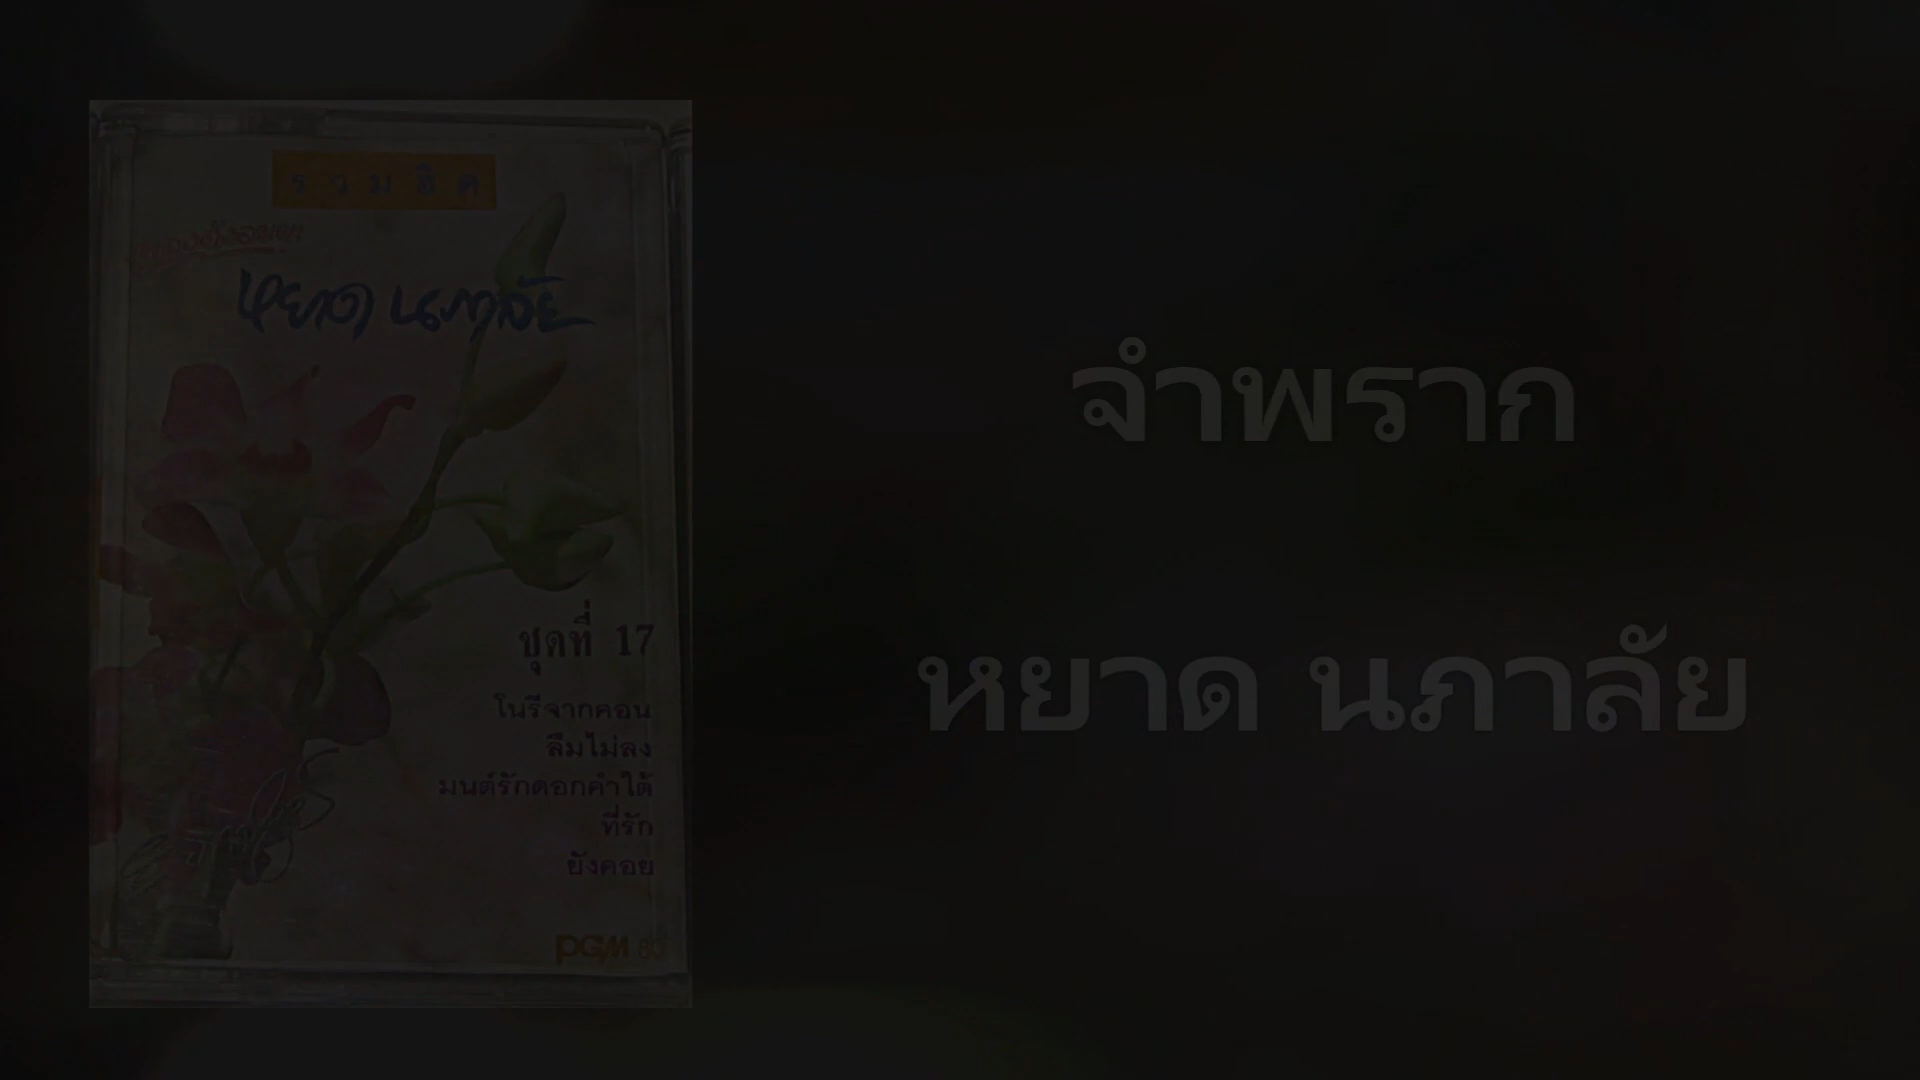 รวมฮิต
หยาด นภาลัย
ชุดที่ 17
โนรีจากคอน
ลืมไม่ลง
มนต์รักดอกคำใต้
ที่รัก
ยังคอย
PGM
จำพราก
หยาด นภาลัย